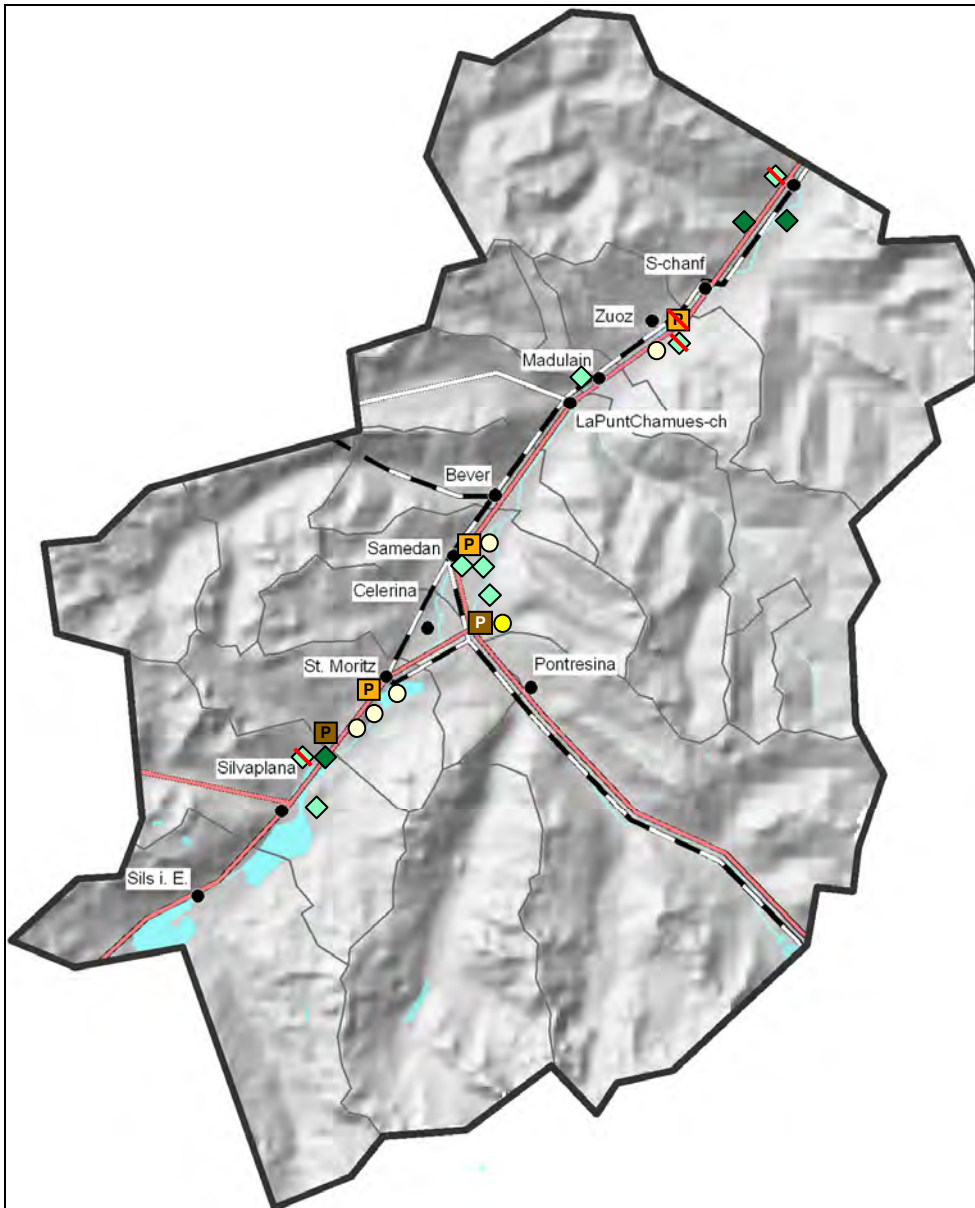 S-chanf
Zuoz
P
Madulain
LaPuntChamues-ch
Bever
P
Samedan
Celerina
P
St. Moritz
Pontresina
P
P
Silvaplana
Sils i. E.